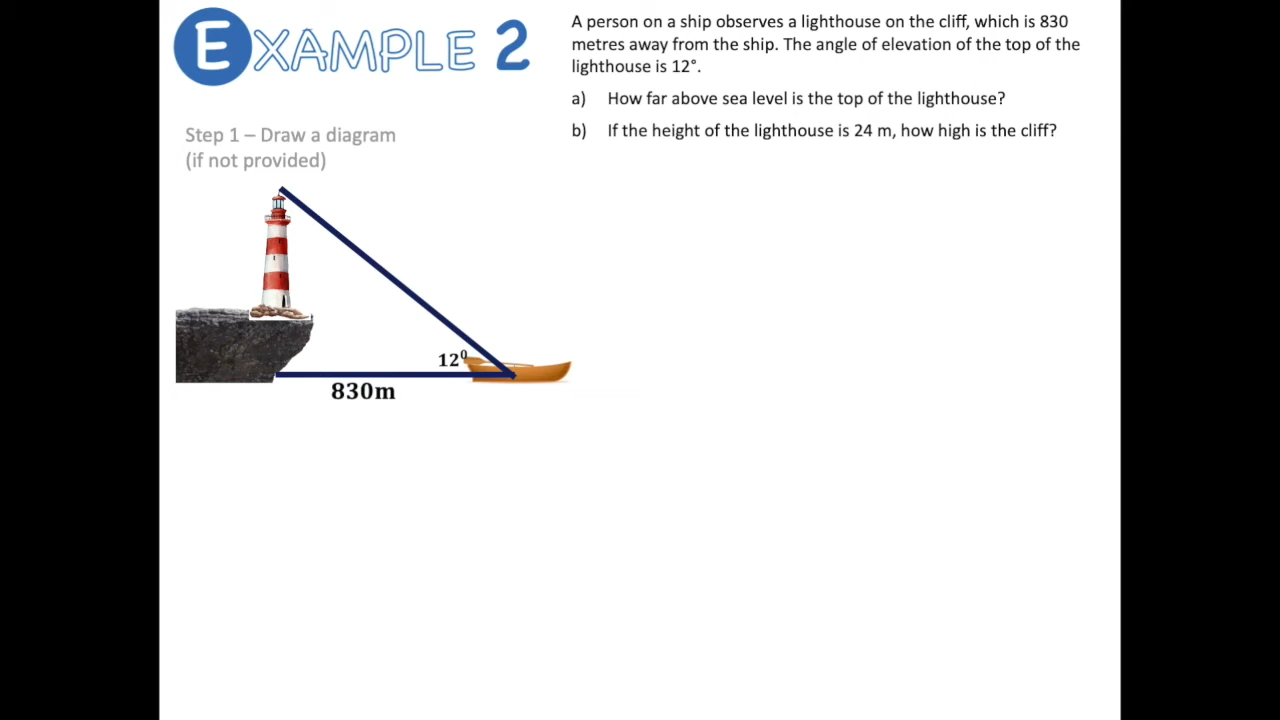 EXAMPLE 2
A person on a ship observes a lighthouse on the cliff, which is 830
metres away from the ship. The angle of elevation of the top of the
lighthouse is 12°.
a) How far above sea level is the top of the lighthouse?
b) If the height of the lighthouse is 24 m, how high is the cliff?
Step 1 – Draw a diagram
(if not provided)
12⁰
830m